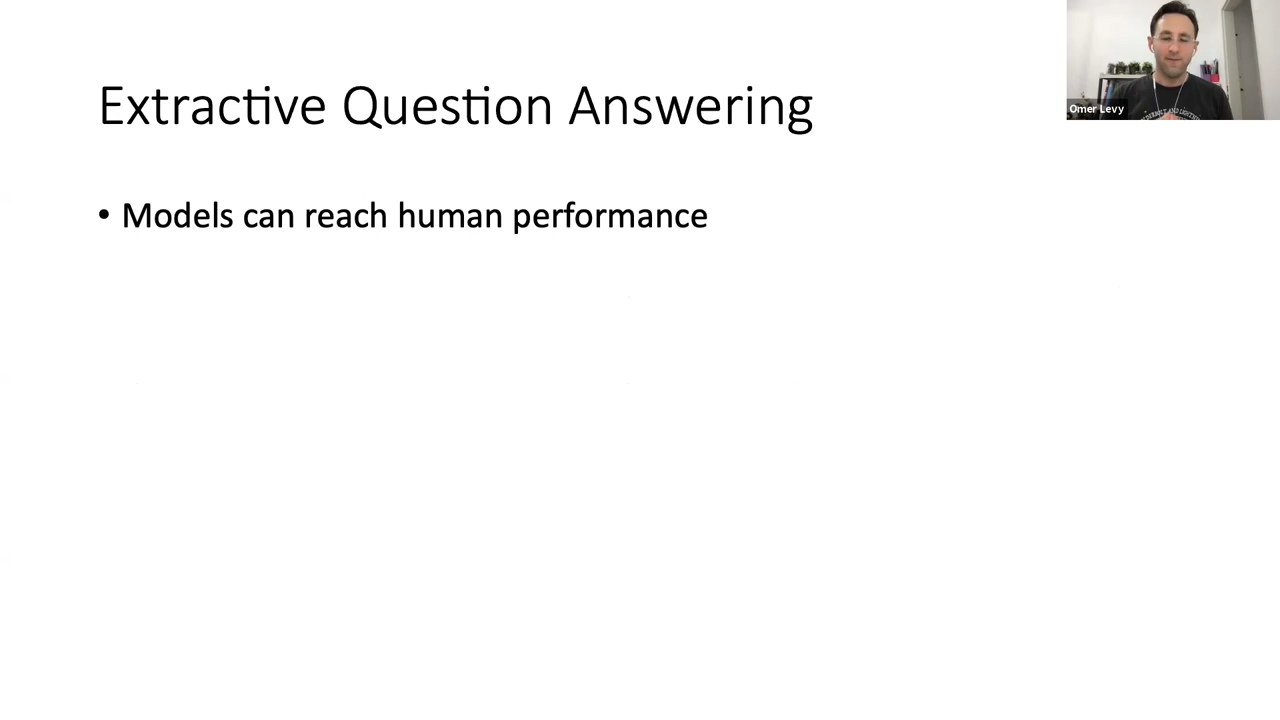 Extractive Question Answering
• Models can reach human performance
Omer Levy